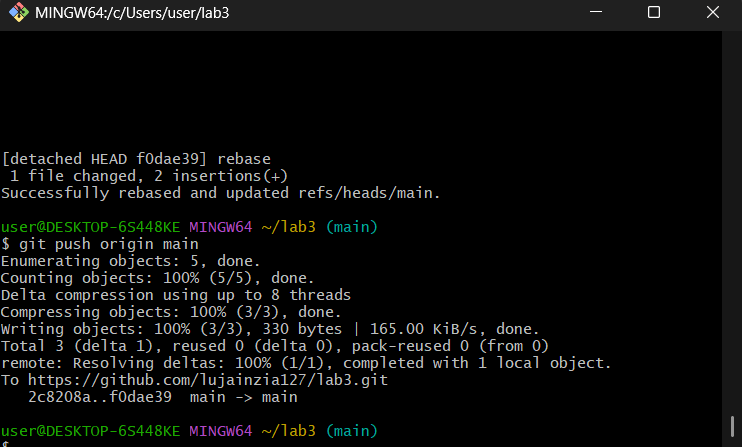 MINGW64:/c/Users/user/lab3
[detached HEAD f0dae39] rebase
 1 file changed, 2 insertions(+)
Successfully rebased and updated refs/heads/main.
user@DESKTOP-6S448KE MINGW64 ~/lab3 (main)
$ git push origin main
Enumerating objects: 5, done.
Counting objects: 100% (5/5), done.
Delta compression using up to 8 threads
Compressing objects: 100% (3/3), done.
Writing objects: 100% (3/3), 330 bytes | 165.00 KiB/s, done.
Total 3 (delta 1), reused 0 (delta 0), pack-reused 0 (from 0)
remote: Resolving deltas: 100% (1/1), completed with 1 local object.
To https://github.com/lujainzia127/lab3.git
   2c8208a..f0dae39  main -> main
user@DESKTOP-6S448KE MINGW64 ~/lab3 (main)
$